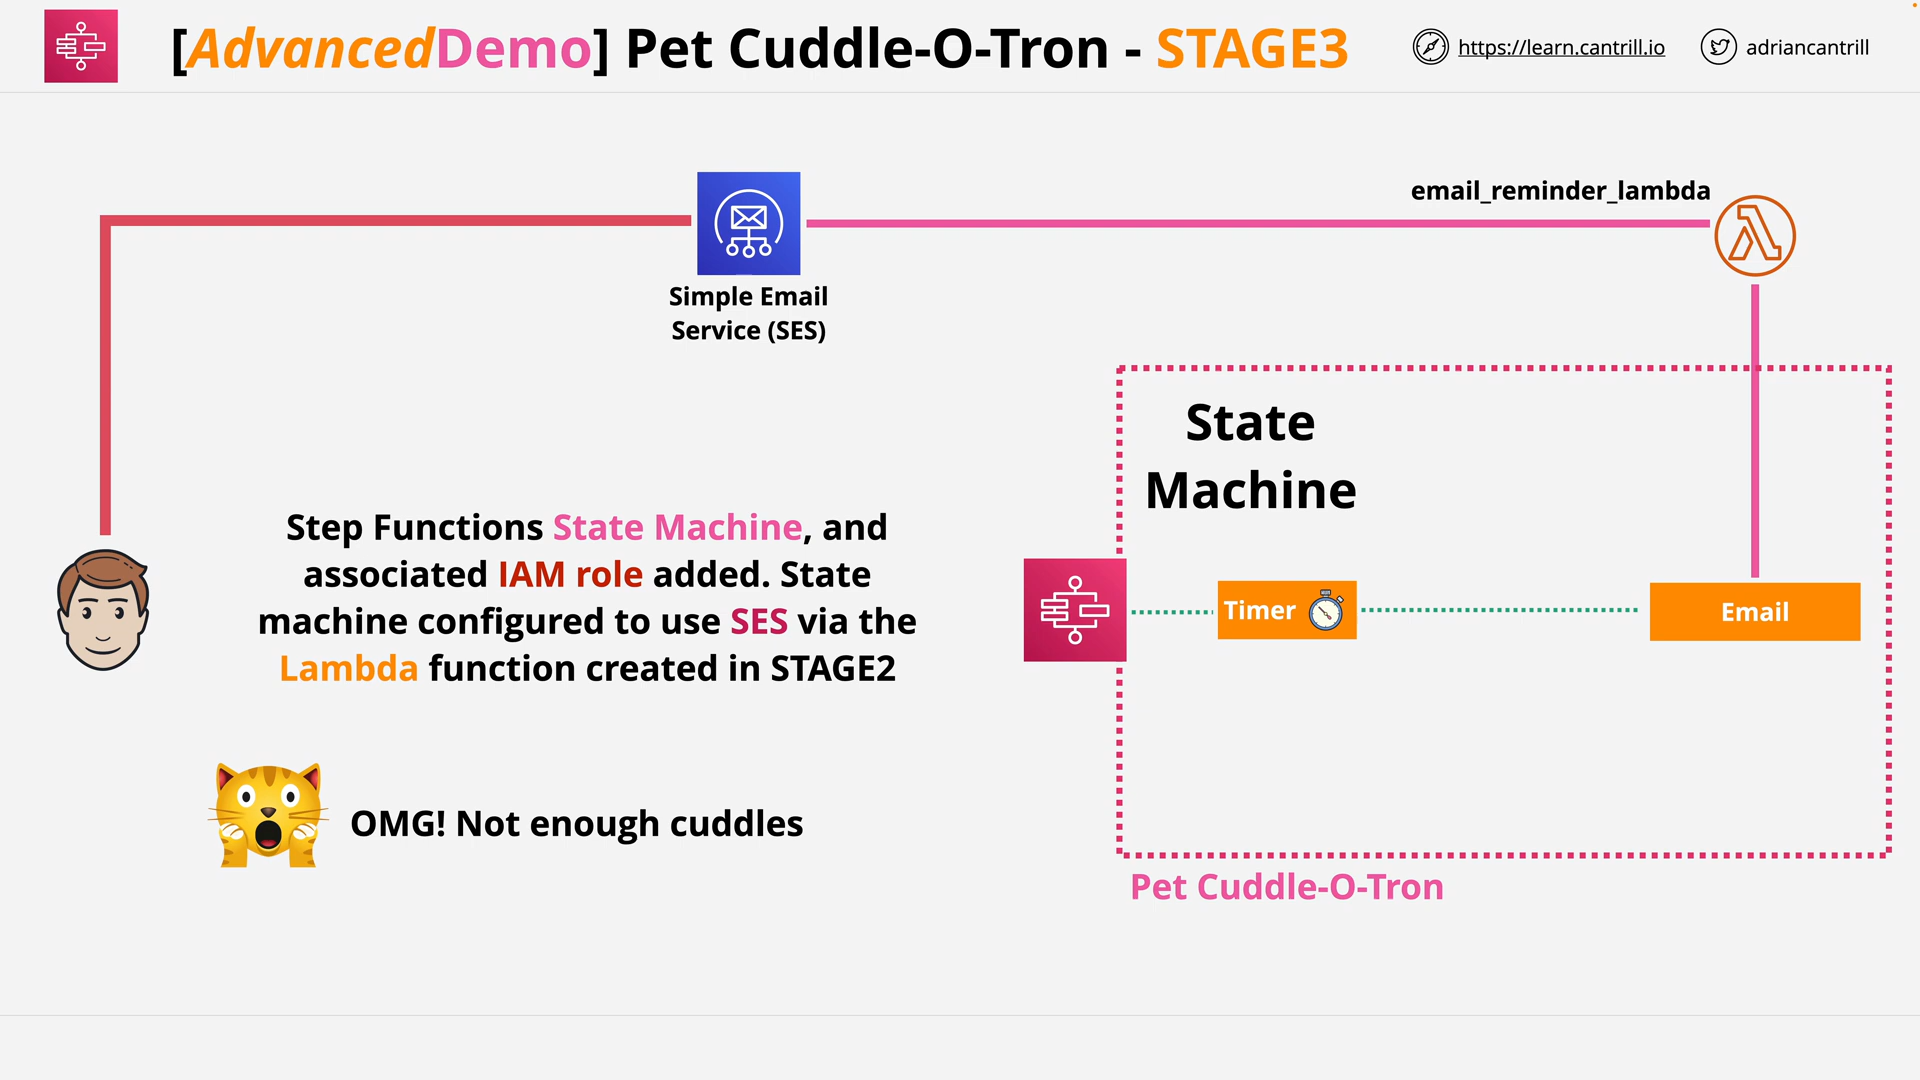 [AdvancedDemo] Pet Cuddle-O-Tron - STAGE3
https://learn.cantrill.io
adriancantrill
email_reminder_lambda
Simple Email
Service (SES)
State
Machine
Step Functions State Machine, and
associated IAM role added. State
machine configured to use SES via the
Lambda function created in STAGE2
Timer
Email
OMG! Not enough cuddles
Pet Cuddle-O-Tron